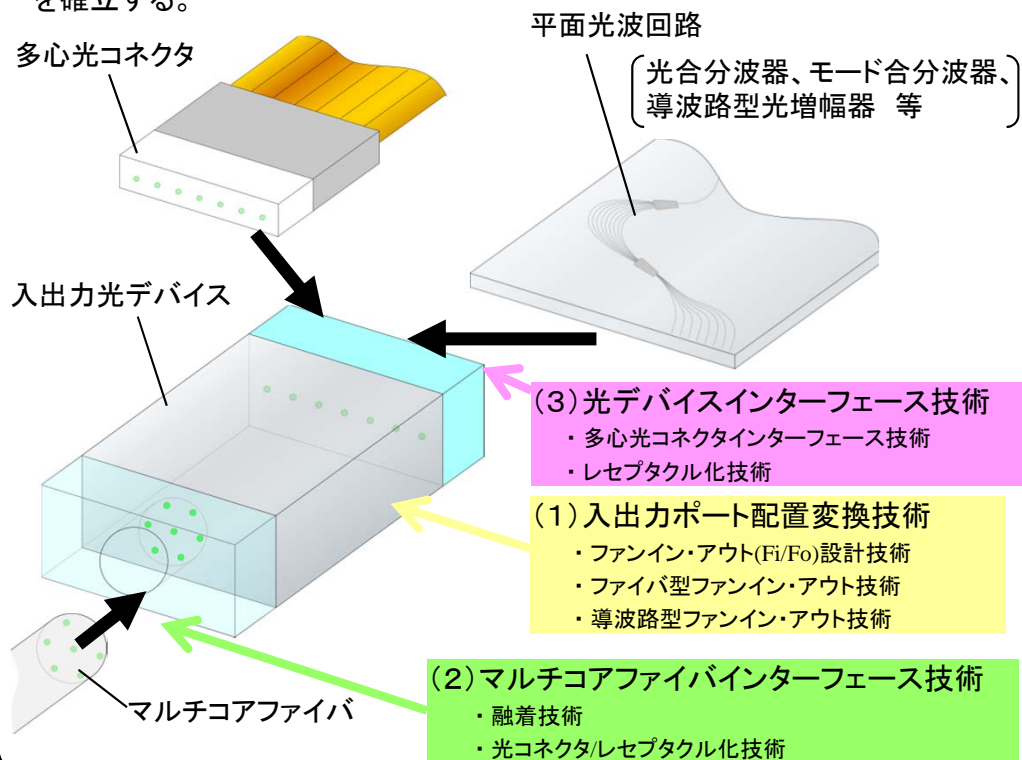 を確立する。
多心光コネクタ
平面光波回路
光合分波器、モード合分波器、
導波路型光増幅器 等
入出力光デバイス
(3)光デバイスインターフェース技術
・ 多心光コネクタインターフェース技術
・ レセプタクル化技術
(1)入出力ポート配置変換技術
・ ファンイン・アウト(Fi/Fo)設計技術
・ ファイバ型ファンイン・アウト技術
・ 導波路型ファンイン・アウト技術
(2)マルチコアファイバインターフェース技術
・ 融着技術
・ 光コネクタ/レセプタクル化技術
マルチコアファイバ